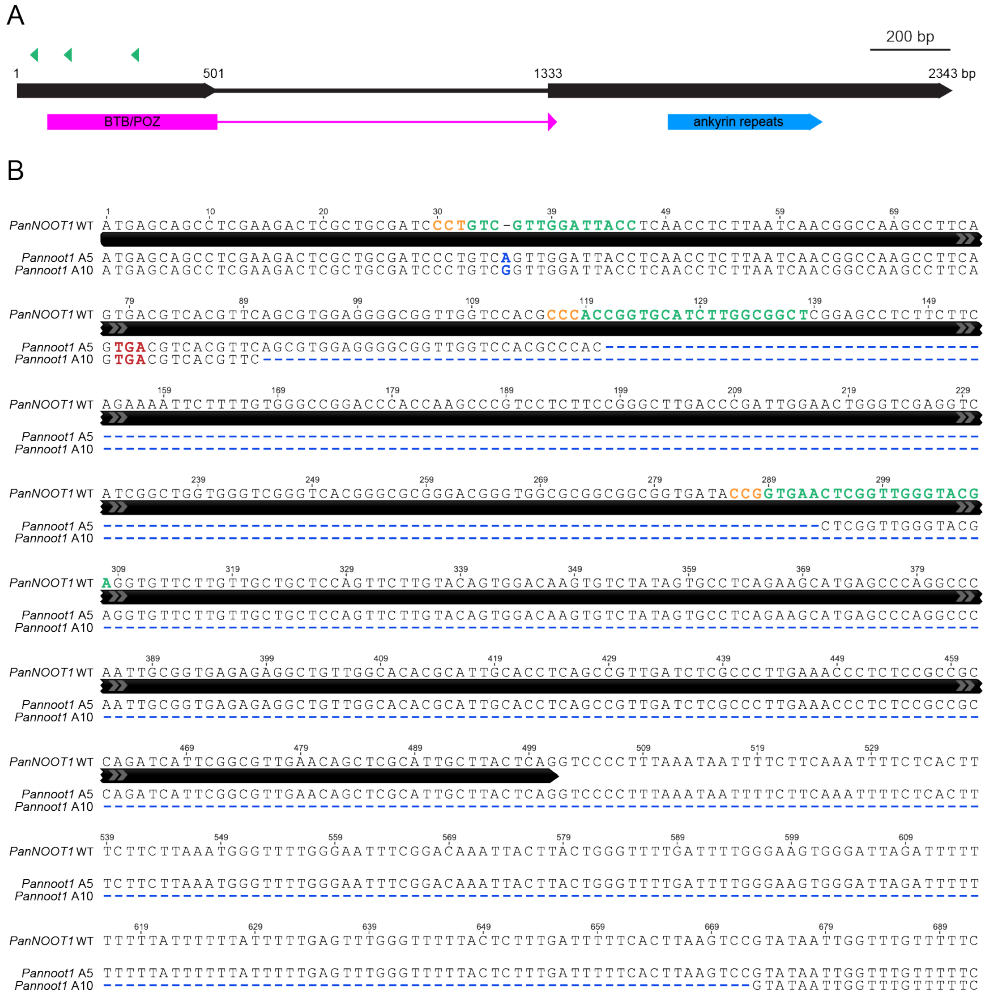 A
200 bp
1 501 1333 2343 bp
BTB/POZ ankyrin repeats
B
1 10 20 30 39 49 59 69
PanNOOT1 WT ATGAGCAGCCTCGAAGACTCGCTGCGATCCCTGTC-GTTGGATTACCTCAACCTCTTAATCAACGGCCAAGCCTTCA
Pannoot1 A5 ATGAGCAGCCTCGAAGACTCGCTGCGATCCCTGTCAGTTGGATTACCTCAACCTCTTAATCAACGGCCAAGCCTTCA
Pannoot1 A10 ATGAGCAGCCTCGAAGACTCGCTGCGATCCCTGTCGGTTGGATTACCTCAACCTCTTAATCAACGGCCAAGCCTTCA
79 89 99 109 119 129 139 149
PanNOOT1 WT GTGACGTCACGTTCAGCGTGGAGGGGCGGTTGGTCCACGCCCACCGGTGCATCTTGGCGGCTCGGAGCCTCTTCTTC
Pannoot1 A5 GTGACGTCACGTTCAGCGTGGAGGGGCGGTTGGTCCACGCCCAC
Pannoot1 A10 GTGACGTCACGTTC
159 169 179 189 199 209 219 229
PanNOOT1 WT AGAAAATTCTTTTGTGGGCCGGACCCACCAAGCCCGTCCTCTTCCGGGCTTGACCCGATTGGAACTGGGTCGAGGTC
Pannoot1 A5
Pannoot1 A10
239 249 259 269 279 289 299
PanNOOT1 WT ATCGGCTGGTGGGTCGGGTCACGGGCGCGGGACGGGTGGCGCGGCGGCGGTGATACCGGTGAACTCGGTTGGGTACG
Pannoot1 A5 CTCGGTTGGGTACG
Pannoot1 A10
309 319 329 339 349 359 369 379
PanNOOT1 WT AGGTGTTCTTGTTGCTGCTCCAGTTCTTGTACAGTGGACAAGTGTCTATAGTGCCTCAGAAGCATGAGCCCAGGCCC
Pannoot1 A5 AGGTGTTCTTGTTGCTGCTCCAGTTCTTGTACAGTGGACAAGTGTCTATAGTGCCTCAGAAGCATGAGCCCAGGCCC
Pannoot1 A10
389 399 409 419 429 439 449 459
PanNOOT1 WT AATTGCGGTGAGAGAGGCTGTTGGCACACGCATTGCACCTCAGCCGTTGATCTCGCCCTTGAAACCCTCTCCGCCGC
Pannoot1 A5 AATTGCGGTGAGAGAGGCTGTTGGCACACGCATTGCACCTCAGCCGTTGATCTCGCCCTTGAAACCCTCTCCGCCGC
Pannoot1 A10
469 479 489 499 509 519 529
PanNOOT1 WT CAGATCATTCGGCGTTGAACAGCTCGCATTGCTTACTCAGGTCCCCTTTAAATAATTTTCTTCAAATTTTCTCACTT
Pannoot1 A5 CAGATCATTCGGCGTTGAACAGCTCGCATTGCTTACTCAGGTCCCCTTTAAATAATTTTCTTCAAATTTTCTCACTT
Pannoot1 A10
539 549 559 569 579 589 599 609
PanNOOT1 WT TCTTCTTAAATGGGTTTTGGGAATTTCGGACAAATTACTTACTGGGTTTTGATTTTGGGAAGTGGGATTAGATTTTT
Pannoot1 A5 TCTTCTTAAATGGGTTTTGGGAATTTCGGACAAATTACTTACTGGGTTTTGATTTTGGGAAGTGGGATTAGATTTTT
Pannoot1 A10
619 629 639 649 659 669 679 689
PanNOOT1 WT TTTTTATTTTTTATTTTTGAGTTTGGGTTTTTACTCTTTGATTTTTCACTTAAGTCCGTATAATTGGTTTGTTTTTC
Pannoot1 A5 TTTTTATTTTTTATTTTTGAGTTTGGGTTTTTACTCTTTGATTTTTCACTTAAGTCCGTATAATTGGTTTGTTTTTC
Pannoot1 A10 GTATAATTGGTTTGTTTTTC